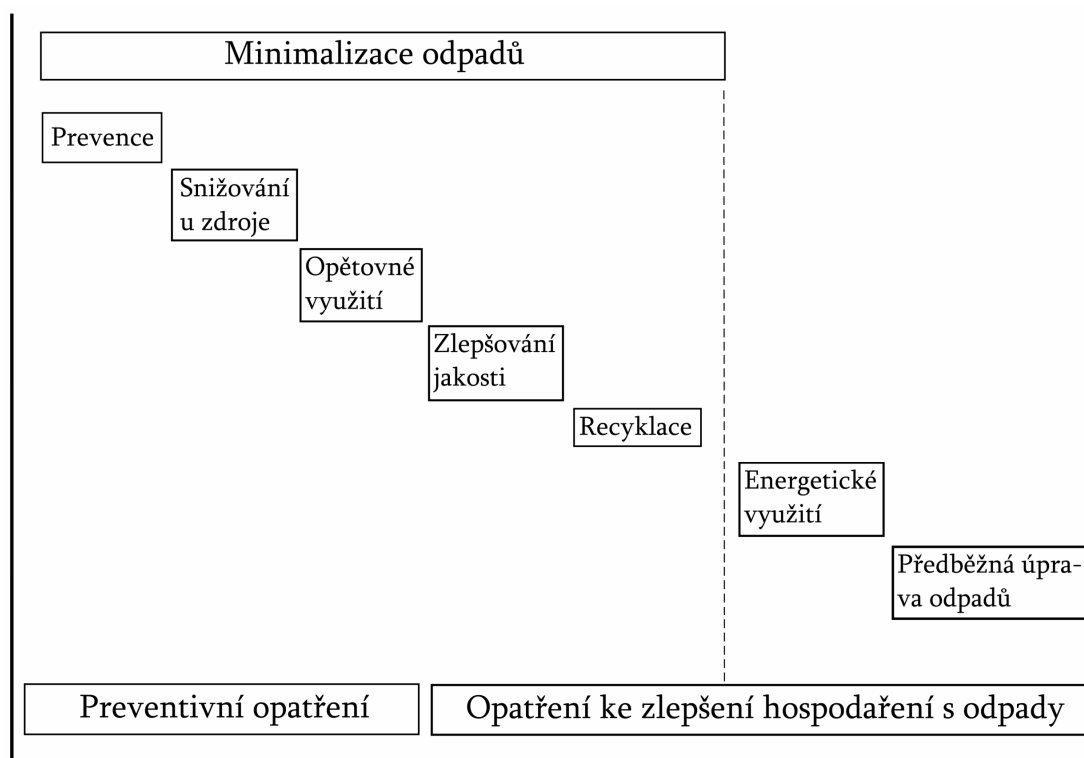 Minimalizace odpadů
Prevence
Snižování
u zdroje
Opětovné
využití
Zlepšování
jakosti
Recyklace
Energetické
využití
Předběžná úpra-
va odpadů
Preventivní opatření
Opatření ke zlepšení hospodaření s odpady